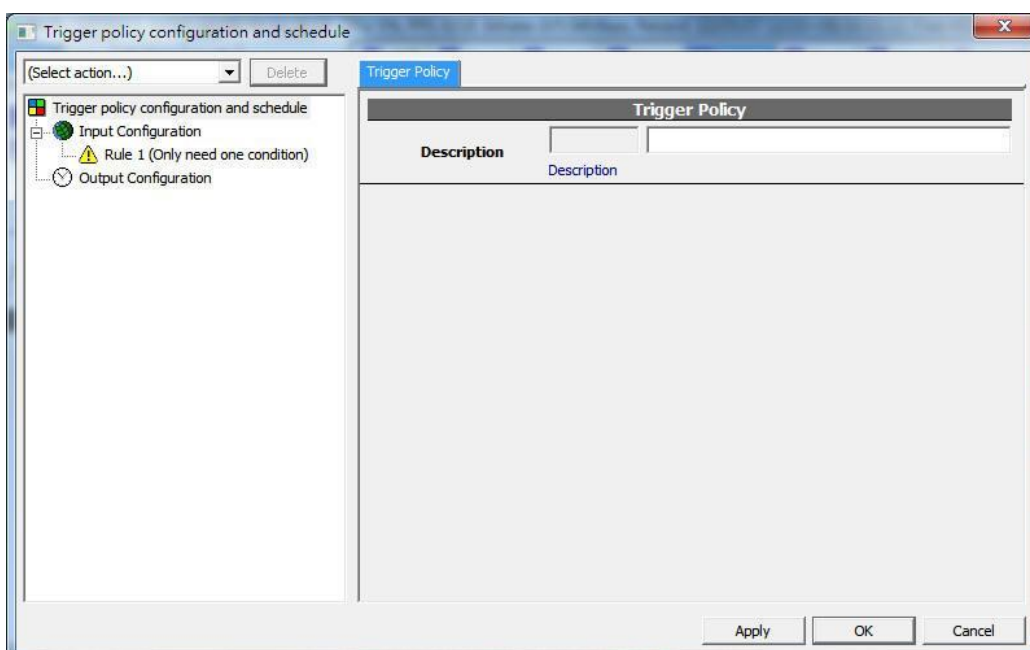 Trigger policy configuration and schedule
(Select action...)
Delete
Trigger policy configuration and schedule
Input Configuration
Rule 1 (Only need one condition)
Output Configuration
Trigger Policy
Trigger Policy
Description
Description
Apply
OK
Cancel